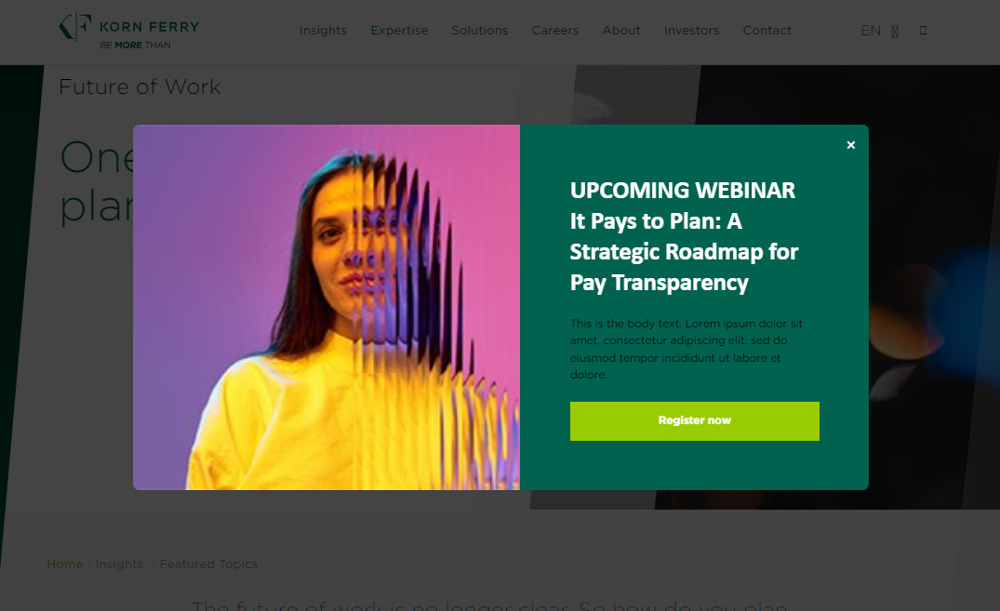 KORN FERRY
BE MORE THAN
Insights Expertise Solutions Careers About Investors Contact
EN
Future of Work
One
plan
UPCOMING WEBINAR
It Pays to Plan: A
Strategic Roadmap for
Pay Transparency
This is the body text. Lorem ipsum dolor sit
amet, consectetur adipiscing elit, sed do
eiusmod tempor incididunt ut labore et
dolore.
Register now
Home / Insights / Featured Topics
The future of work is no longer clear. So how do you plan